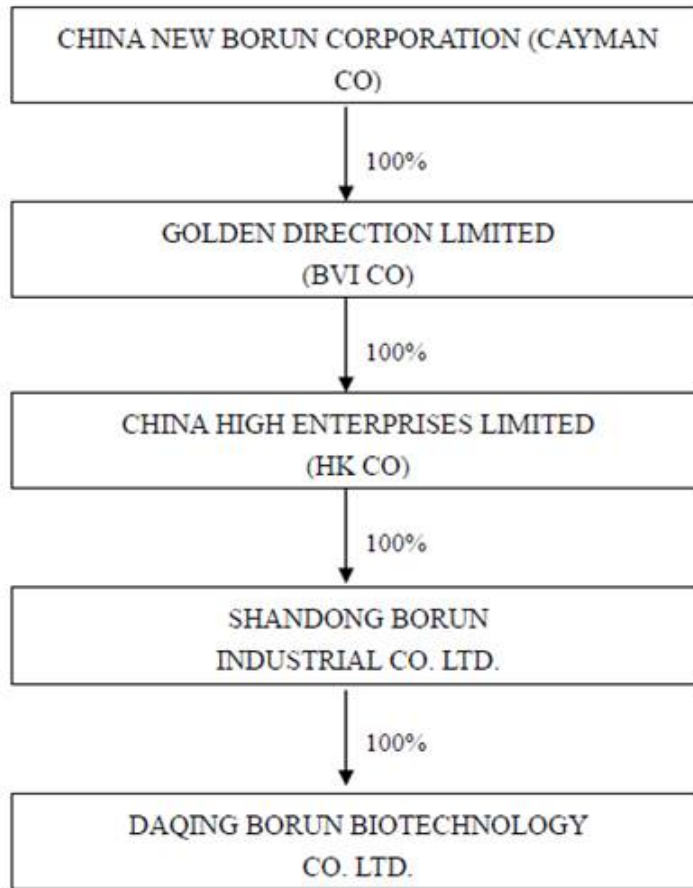 CHINA NEW BORUN CORPORATION (CAYMAN
CO)
100%
GOLDEN DIRECTION LIMITED
(BVI CO)
100%
CHINA HIGH ENTERPRISES LIMITED
(HK CO)
100%
SHANDONG BORUN
INDUSTRIAL CO. LTD.
100%
DAQING BORUN BIOTECHNOLOGY
CO. LTD.